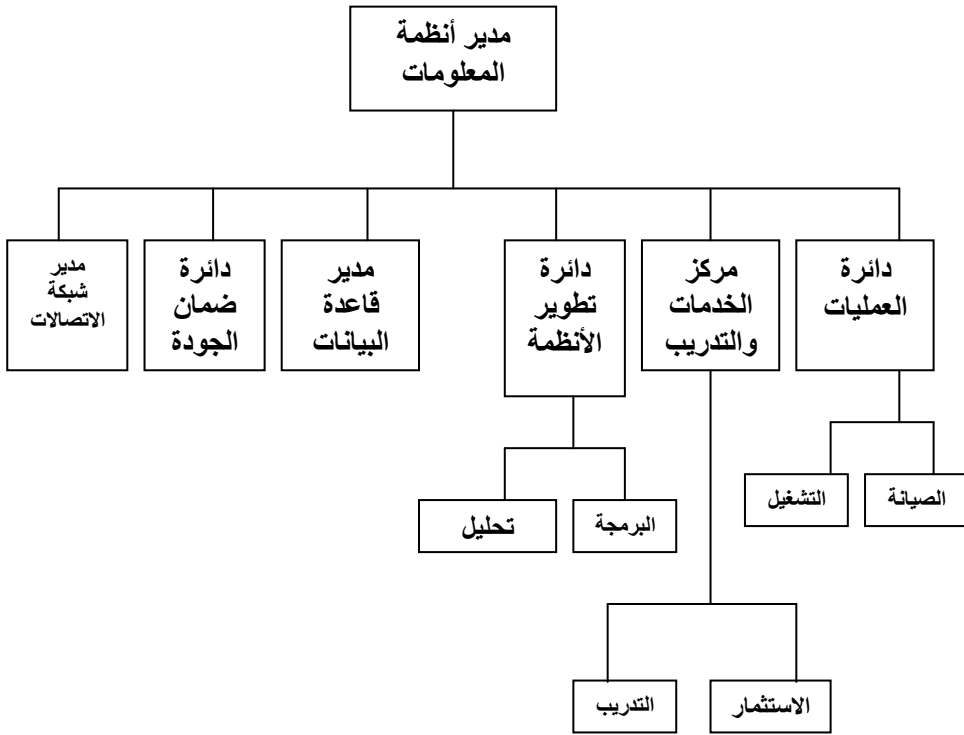 مدير أنظمة
المعلومات
دائرة
العمليات
مركز
الخدمات
والتدريب
دائرة
تطوير
الأنظمة
مدير
قاعدة
البيانات
دائرة
ضمان
الجودة
مدير
شبكة
الاتصالات
الصيانة
التشغيل
البرمجة
تحليل
الاستثمار
التدريب